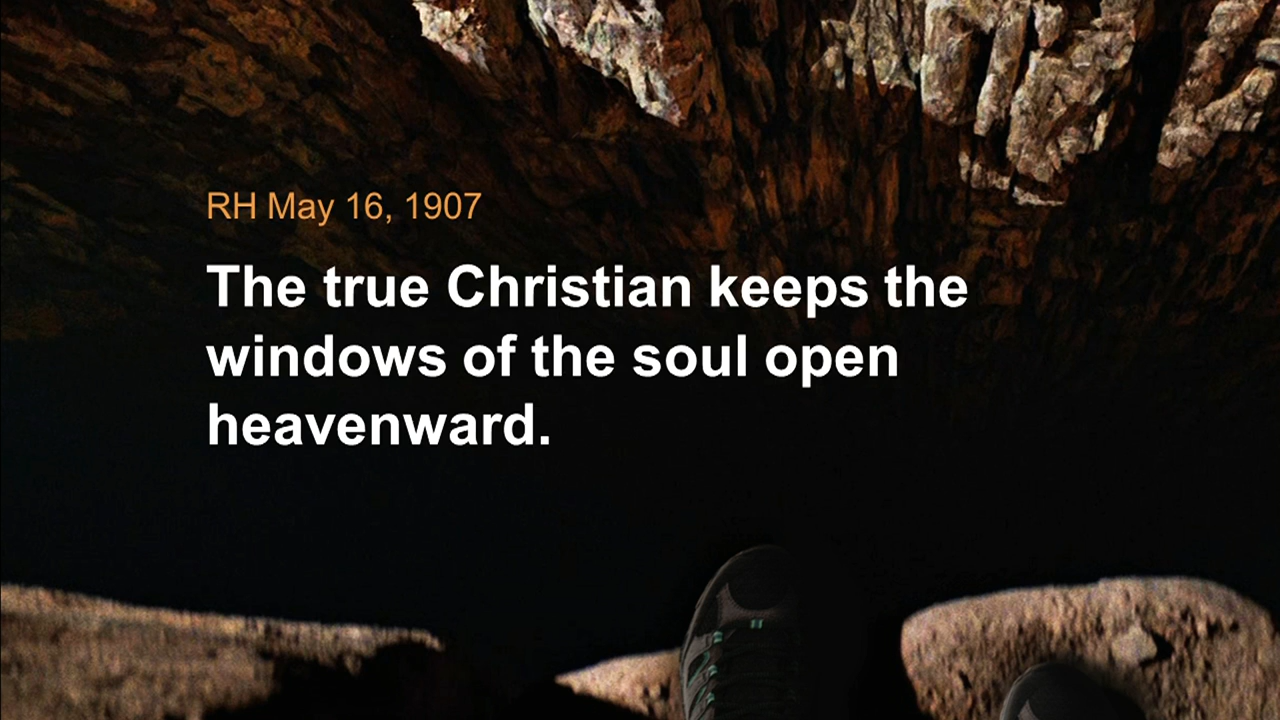 RH May 16, 1907
The true Christian keeps the
windows of the soul open
heavenward.